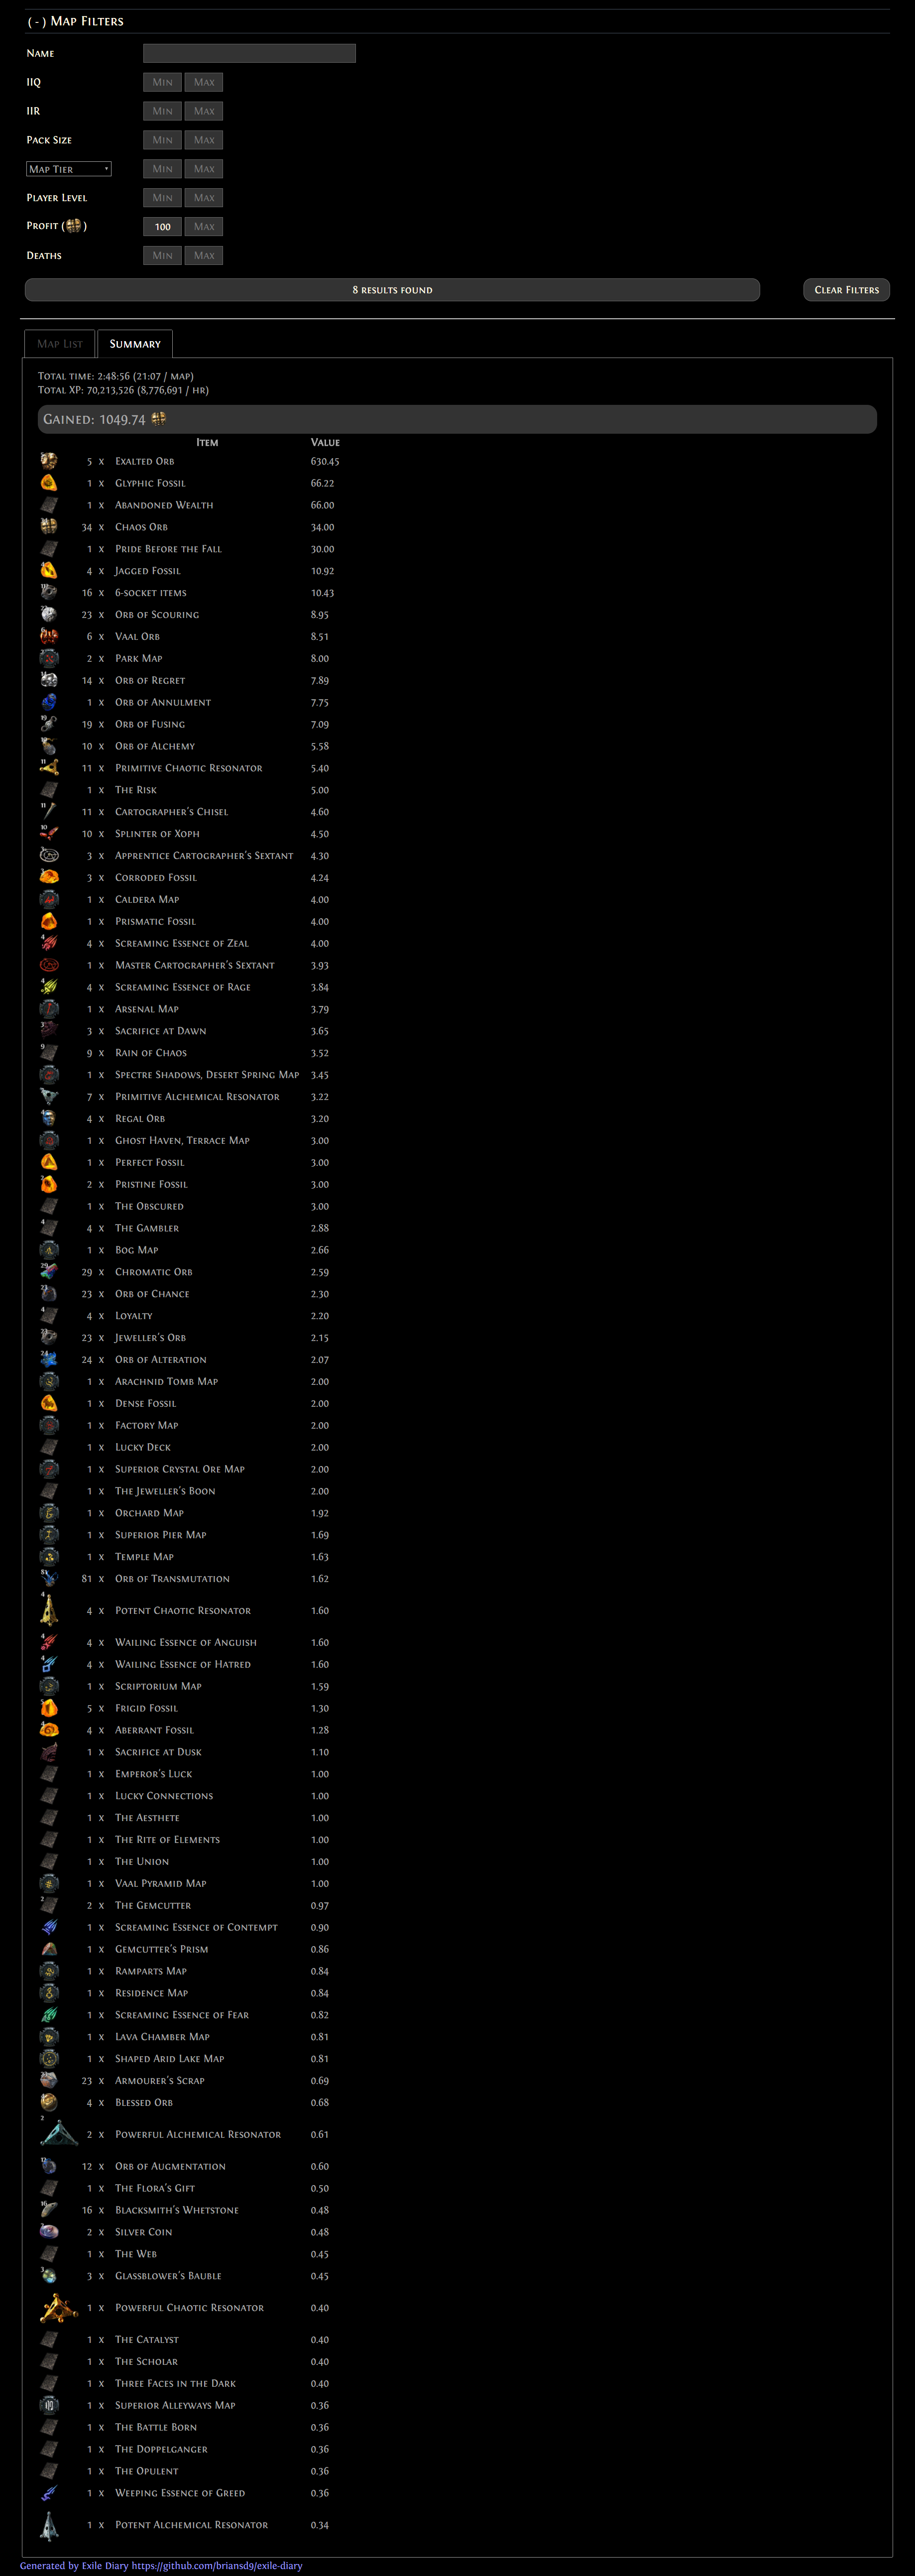 (-) Map Filters
Name
IIQ Min Max
IIR Min Max
Pack Size Min Max
Map Tier Min Max
Player Level Min Max
Profit ( ) 100 Max
Deaths Min Max
8 results found Clear Filters
Map List Summary
Total time: 2:48:56 (21:07 / map)
Total XP: 70,213,526 (8,776,691 / hr)
Gained: 1049.74
Item Value
5 x Exalted Orb 630.45
1 x Glyphic Fossil 66.22
1 x Abandoned Wealth 66.00
34 x Chaos Orb 34.00
1 x Pride Before the Fall 30.00
4 x Jagged Fossil 10.92
16 x 6-socket items 10.43
23 x Orb of Scouring 8.95
6 x Vaal Orb 8.51
2 x Park Map 8.00
14 x Orb of Regret 7.89
1 x Orb of Annulment 7.75
19 x Orb of Fusing 7.09
10 x Orb of Alchemy 5.58
11 x Primitive Chaotic Resonator 5.40
1 x The Risk 5.00
11 x Cartographer's Chisel 4.60
10 x Splinter of Xoph 4.50
3 x Apprentice Cartographer's Sextant 4.30
3 x Corroded Fossil 4.24
1 x Caldera Map 4.00
1 x Prismatic Fossil 4.00
4 x Screaming Essence of Zeal 4.00
1 x Master Cartographer's Sextant 3.93
4 x Screaming Essence of Rage 3.84
1 x Arsenal Map 3.79
3 x Sacrifice at Dawn 3.65
9 x Rain of Chaos 3.52
1 x Spectre Shadows, Desert Spring Map 3.45
7 x Primitive Alchemical Resonator 3.22
4 x Regal Orb 3.20
1 x Ghost Haven, Terrace Map 3.00
1 x Perfect Fossil 3.00
2 x Pristine Fossil 3.00
1 x The Obscured 3.00
4 x The Gambler 2.88
1 x Bog Map 2.66
29 x Chromatic Orb 2.59
23 x Orb of Chance 2.30
4 x Loyalty 2.20
23 x Jeweller's Orb 2.15
24 x Orb of Alteration 2.07
1 x Arachnid Tomb Map 2.00
1 x Dense Fossil 2.00
1 x Factory Map 2.00
1 x Lucky Deck 2.00
1 x Superior Crystal Ore Map 2.00
1 x The Jeweller's Boon 2.00
1 x Orchard Map 1.92
1 x Superior Pier Map 1.69
1 x Temple Map 1.63
81 x Orb of Transmutation 1.62
4 x Potent Chaotic Resonator 1.60
4 x Wailing Essence of Anguish 1.60
4 x Wailing Essence of Hatred 1.60
1 x Scriptorium Map 1.59
5 x Frigid Fossil 1.30
4 x Aberrant Fossil 1.28
1 x Sacrifice at Dusk 1.10
1 x Emperor's Luck 1.00
1 x Lucky Connections 1.00
1 x The Aesthete 1.00
1 x The Rite of Elements 1.00
1 x The Union 1.00
1 x Vaal Pyramid Map 1.00
2 x The Gemcutter 0.97
1 x Screaming Essence of Contempt 0.90
1 x Gemcutter's Prism 0.86
1 x Ramparts Map 0.84
1 x Residence Map 0.84
1 x Screaming Essence of Fear 0.82
1 x Lava Chamber Map 0.81
1 x Shaped Arid Lake Map 0.81
23 x Armourer's Scrap 0.69
4 x Blessed Orb 0.68
2 x Powerful Alchemical Resonator 0.61
12 x Orb of Augmentation 0.60
1 x The Flora's Gift 0.50
16 x Blacksmith's Whetstone 0.48
2 x Silver Coin 0.48
1 x The Web 0.45
3 x Glassblower's Bauble 0.45
1 x Powerful Chaotic Resonator 0.40
1 x The Catalyst 0.40
1 x The Scholar 0.40
1 x Three Faces in the Dark 0.40
1 x Superior Alleyways Map 0.36
1 x The Battle Born 0.36
1 x The Doppelganger 0.36
1 x The Opulent 0.36
1 x Weeping Essence of Greed 0.36
1 x Potent Alchemical Resonator 0.34
Generated by Exile Diary https://github.com/briansd9/exile-diary